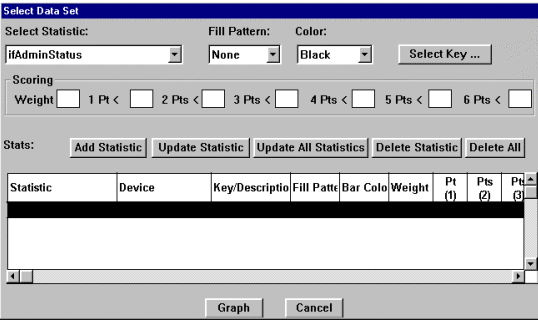 Select Data Set
Select Statistic: Fill Pattern: Color:
ifAdminStatus None Black Select Key ...
Scoring
Weight 1 Pt < 2 Pts < 3 Pts < 4 Pts < 5 Pts < 6 Pts <
Stats: Add Statistic Update Statistic Update All Statistics Delete Statistic Delete All
Statistic Device Key/Descriptio Fill Patte Bar Colo Weight Pt Pts Pts
(1) (2) (3)
Graph Cancel